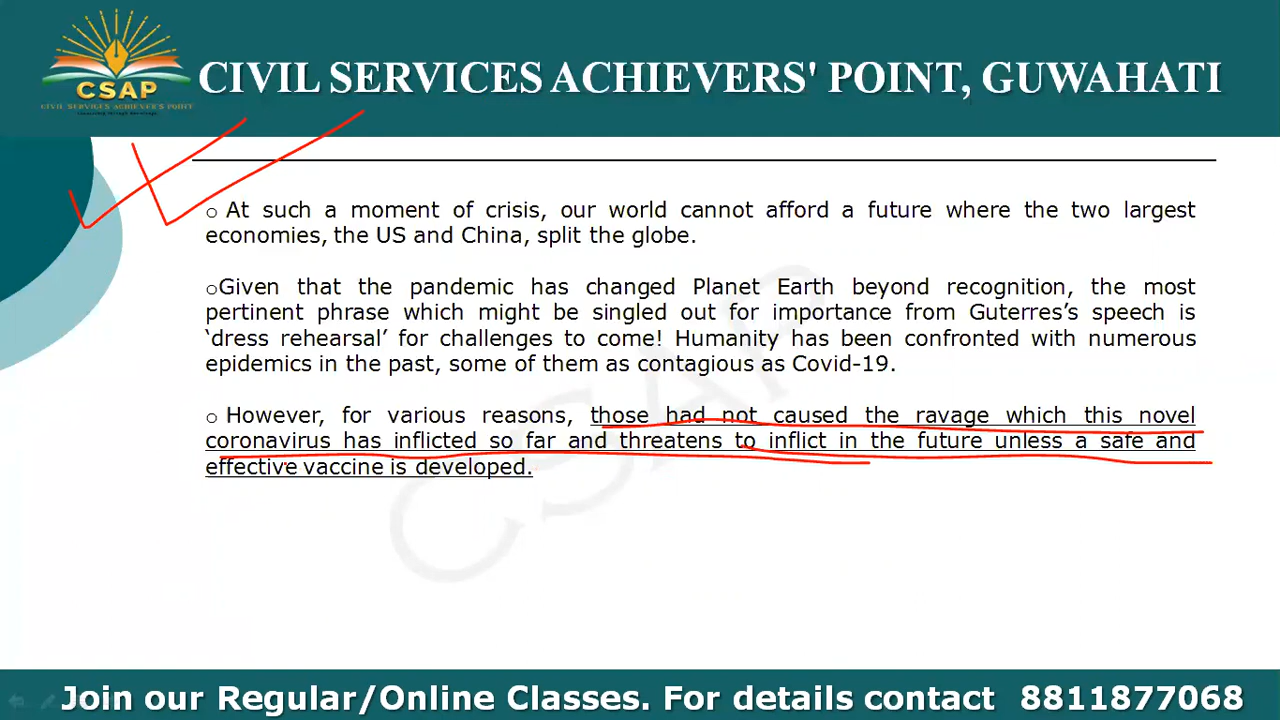 CSAP
CIVIL SERVICES ACHIEVER'S POINT
CIVIL SERVICES ACHIEVERS' POINT, GUWAHATI
o At such a moment of crisis, our world cannot afford a future where the two largest
economies, the US and China, split the globe.
oGiven that the pandemic has changed Planet Earth beyond recognition, the most
pertinent phrase which might be singled out for importance from Guterres’s speech is
‘dress rehearsal’ for challenges to come! Humanity has been confronted with numerous
epidemics in the past, some of them as contagious as Covid-19.
o However, for various reasons, those had not caused the ravage which this novel
coronavirus has inflicted so far and threatens to inflict in the future unless a safe and
effective vaccine is developed.
CSAP
Join our Regular/Online Classes. For details contact 8811877068